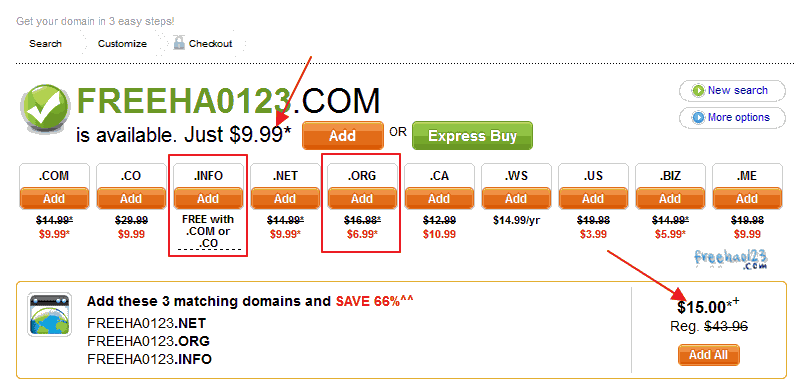 Get your domain in 3 easy steps!
Search Customize Checkout
FREEHA0123.COM
is available. Just $9.99* Add OR Express Buy
New search
More options
.COM .CO .INFO .NET .ORG .CA .WS .US .BIZ .ME
Add Add Add Add Add Add Add Add Add Add
$14.99* $29.99 FREE with $14.99* $16.98* $12.99 $14.99/yr $19.98 $14.99* $19.98
$9.99* $9.99 .COM or $9.99* $6.99* $10.99 $3.99 $5.99* $9.99
.CO
freehao123
.com
Add these 3 matching domains and SAVE 66%^^
FREEHA0123.NET
FREEHA0123.ORG
FREEHA0123.INFO
$15.00*+
Reg. $43.96
Add All